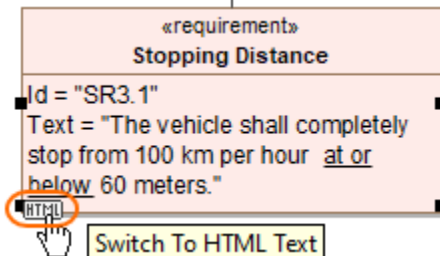 «requirement»
Stopping Distance
Id = "SR3.1"
Text = "The vehicle shall completely
stop from 100 km per hour at or
below 60 meters."
HTML
Switch To HTML Text